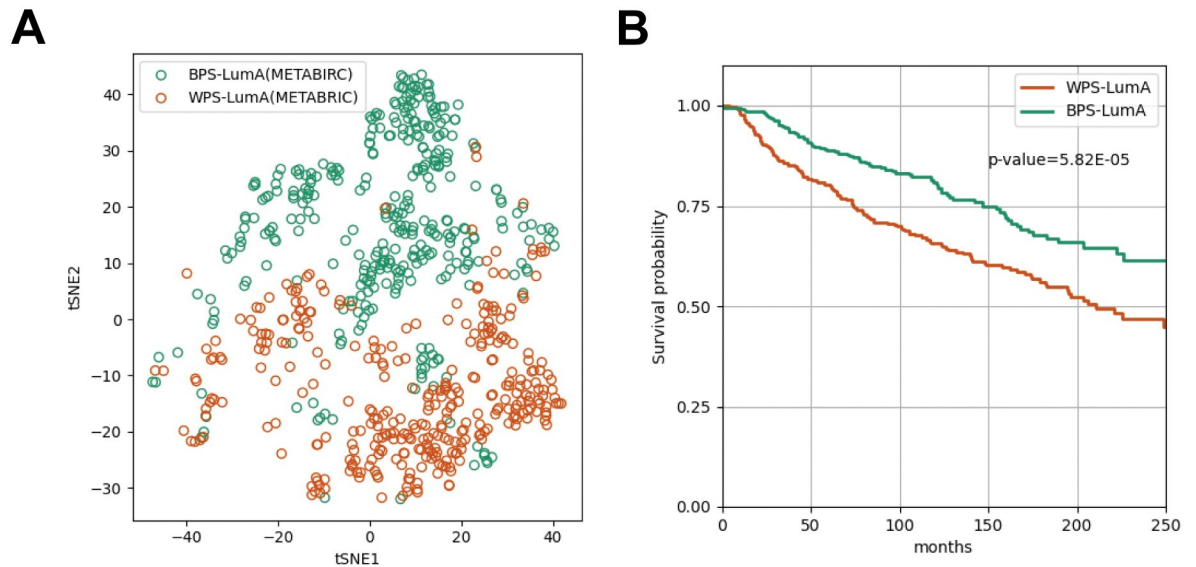 A
BPS-LumA(METABIRC)
WPS-LumA(METABRIC)
40
30
20
10
0
−10
−20
−30
tSNE2
−40
−20
0
20
40
tSNE1
B
WPS-LumA
BPS-LumA
p-value=5.82E-05
1.00
0.75
0.50
0.25
0.00
Survival probability
0
50
100
150
200
250
months